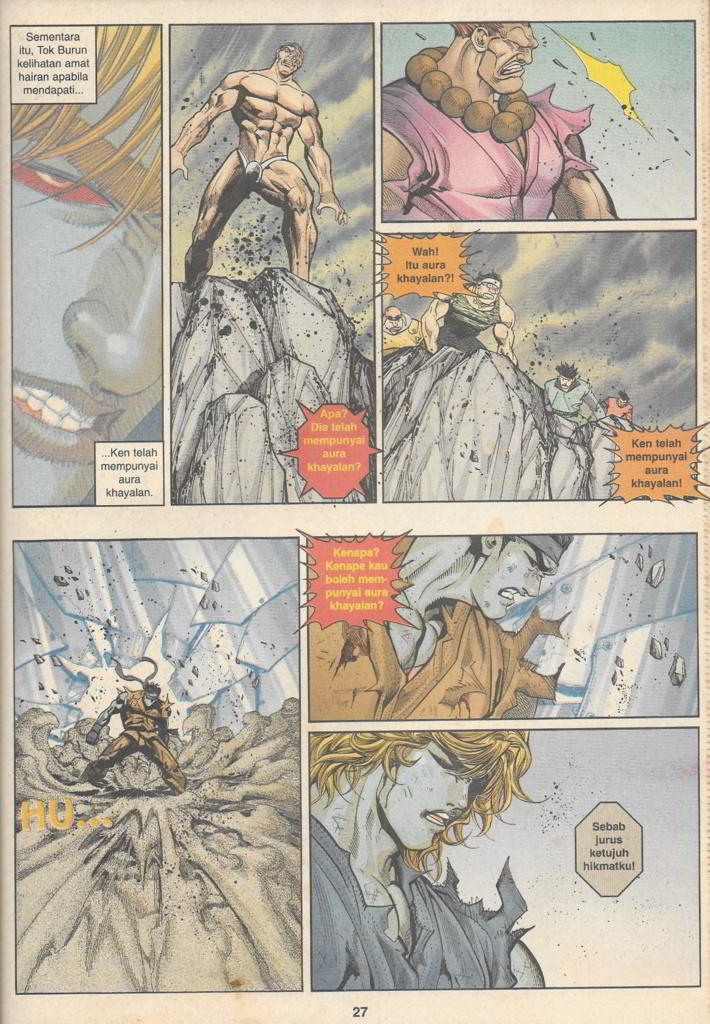 Sementara
itu, Tok Burun
kelihatan amat
hairan apabila
mendapati...
...Ken telah
mempunyai
aura
khayalan.
Apa?
Dia telah
mempunyai
aura
khayalan?
Wah!
Itu aura
khayalan?!
Ken telah
mempunyai
aura
khayalan!
HU...
Kenapa?
Kenapa kau
boleh mem-
punyai aura
khayalan?
Sebab
jurus
ketujuh
hikmatku!
27